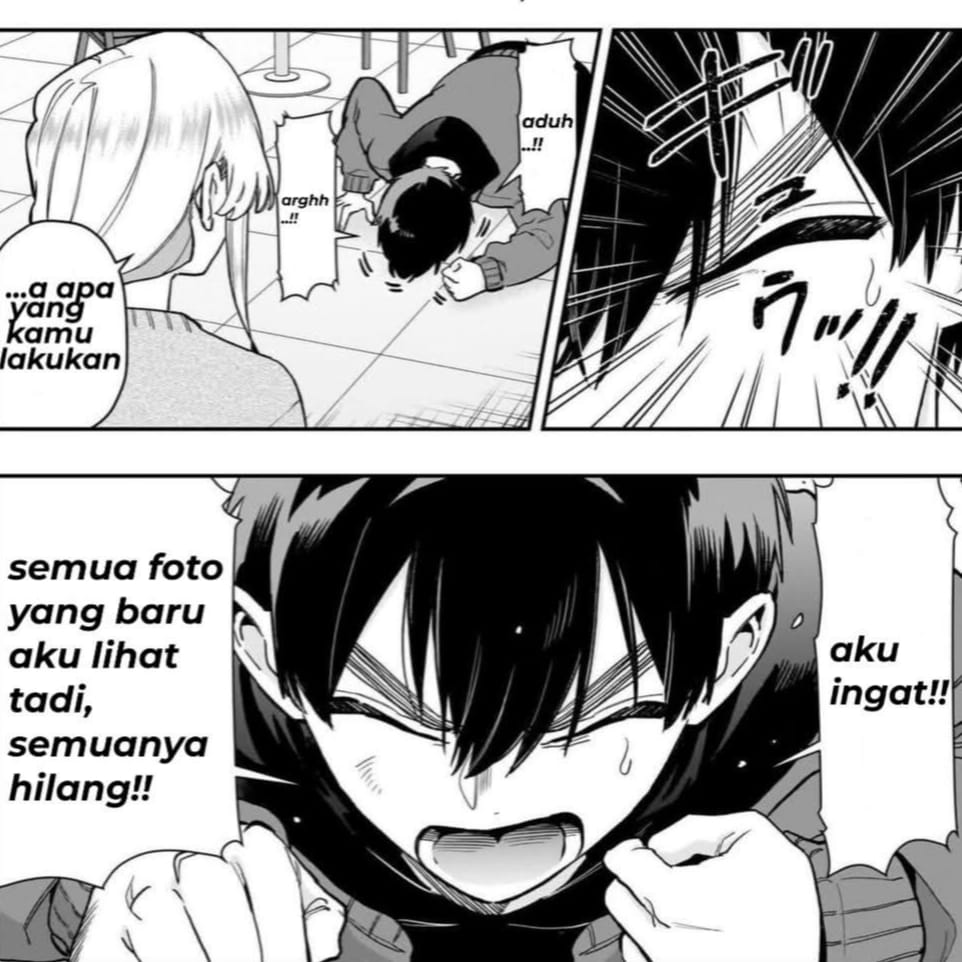 ギュウッ!!
aduh
..!!
arghh
..!!
...a apa
yang
kamu
lakukan
aku
ingat!!
semua foto
yang baru
aku lihat
tadi,
semuanya
hilang!!